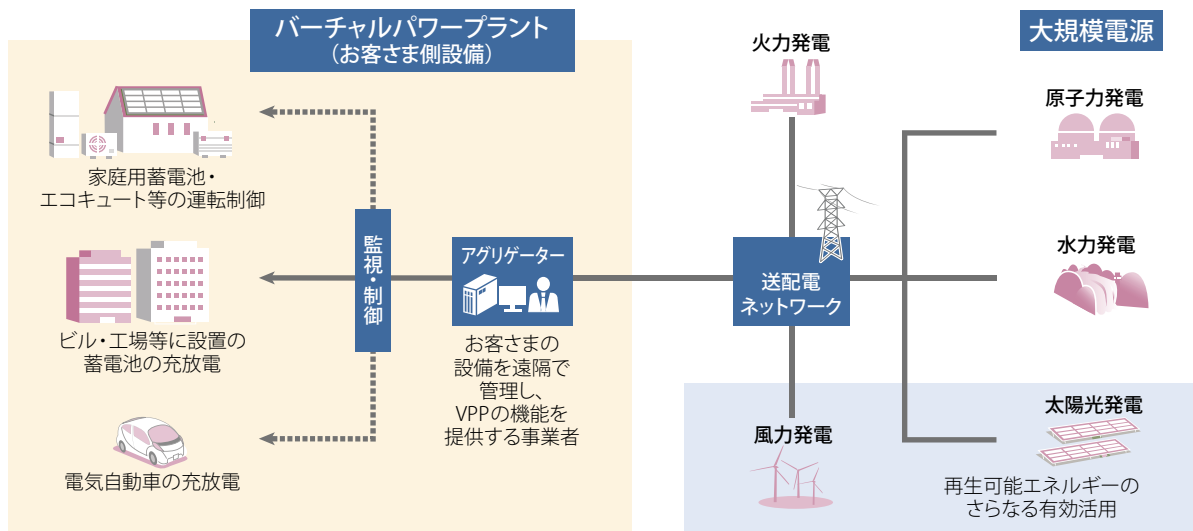 バーチャルパワープラント
（お客さま側設備）
家庭用蓄電池・
エコキュート等の運転制御
ビル・工場等に設置の
蓄電池の充放電
電気自動車の充放電
監視・制御
アグリゲーター
お客さまの
設備を遠隔で
管理し、
VPPの機能を
提供する事業者
送配電
ネットワーク
火力発電
風力発電
大規模電源
原子力発電
水力発電
太陽光発電
再生可能エネルギーの
さらなる有効活用